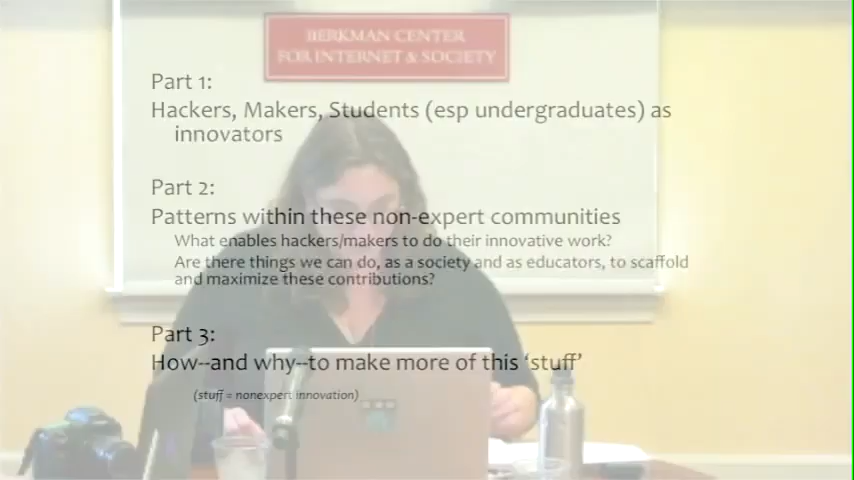 BERKMAN CENTER
FOR INTERNET & SOCIETY
Part 1:
Hackers, Makers, Students (esp undergraduates) as
innovators
Part 2:
Patterns within these non-expert communities
What enables hackers/makers to do their innovative work?
Are there things we can do, as a society and as educators, to scaffold
and maximize these contributions?
Part 3:
How--and why--to make more of this ‘stuff’
(stuff = nonexpert innovation)